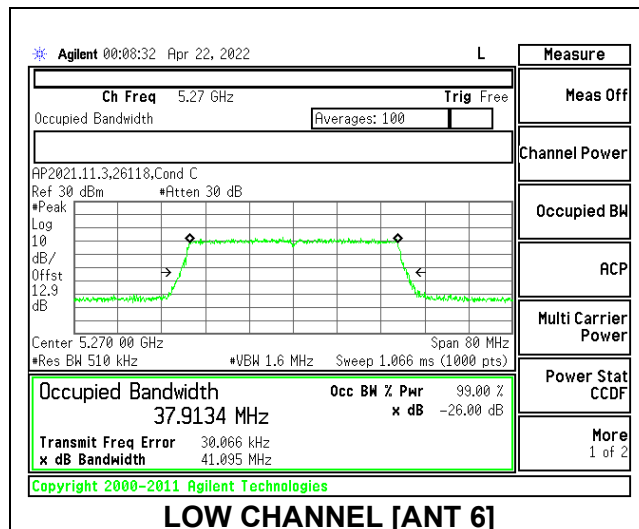 Agilent 00:08:32 Apr 22, 2022 L Measure
Ch Freq 5.27 GHz Trig Free
Occupied Bandwidth Averages: 100
Meas Off
Channel Power
Occupied BW
ACP
Multi Carrier
Power
Power Stat
CCDF
More
1 of 2
AP2021.11.3,26118,Cond C
Ref 30 dBm #Atten 30 dB
#Peak
Log
10
dB/
Offst
12.9
dB
Center 5.270 00 GHz Span 80 MHz
#Res BW 510 kHz #VBW 1.6 MHz Sweep 1.066 ms (1000 pts)
Occupied Bandwidth Occ BW % Pwr 99.00 %
37.9134 MHz x dB -26.00 dB
Transmit Freq Error 30.066 kHz
x dB Bandwidth 41.095 MHz
Copyright 2000-2011 Agilent Technologies
LOW CHANNEL [ANT 6]